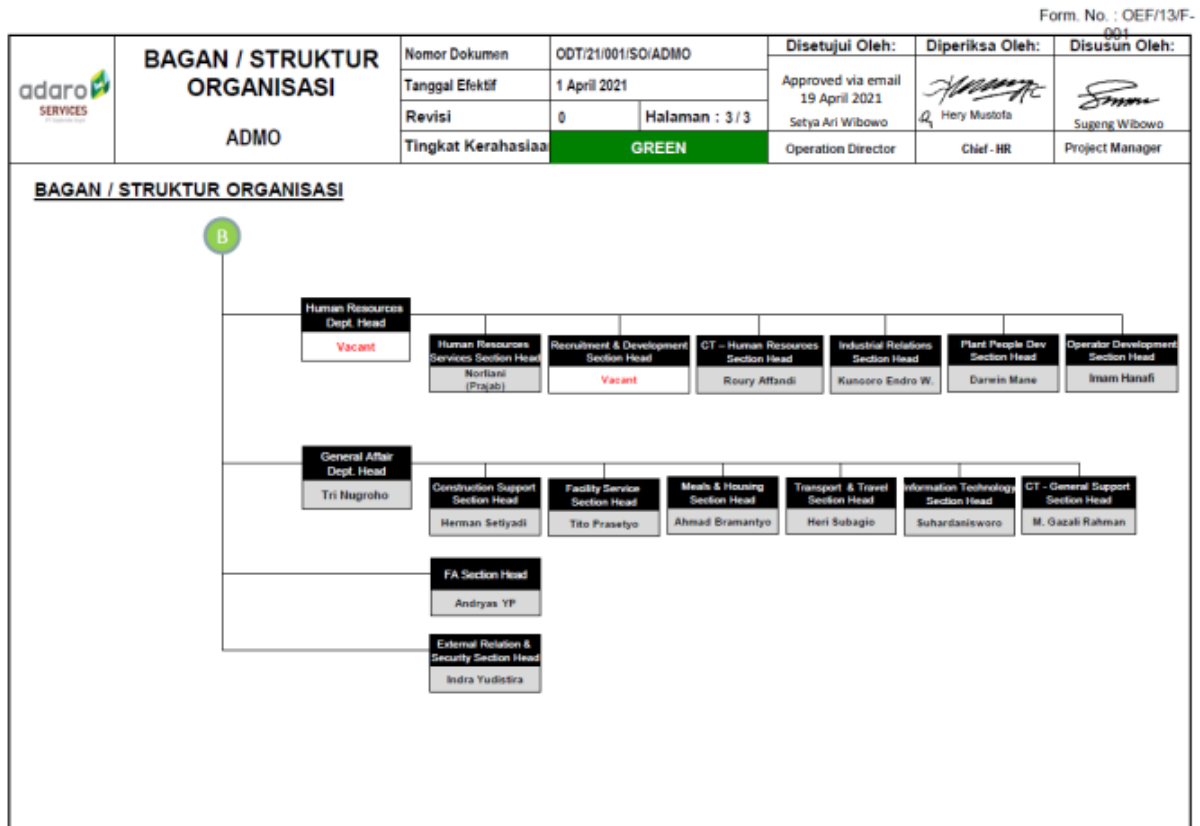 Form. No. : OEF/13/F-
001
adaro
SERVICES
BAGAN / STRUKTUR
ORGANISASI
ADMO
Nomor Dokumen
ODT/21/001/SO/ADMO
Tanggal Efektif
1 April 2021
Revisi
0
Halaman : 3 / 3
Tingkat Kerahasiaa
GREEN
Disetujui Oleh:
Approved via email
19 April 2021
Setya Ari Wibowo
Operation Director
Diperiksa Oleh:
Hery Mustofa
Chief - HR
Disusun Oleh:
Sugeng Wibowo
Project Manager
BAGAN / STRUKTUR ORGANISASI
B
Human Resources
Dept. Head
Vacant
Human Resources
Services Section Head
Norliani
(Prajab)
Recruitment & Development
Section Head
Vacant
CT – Human Resources
Section Head
Roury Affandi
Industrial Relations
Section Head
Kuncoro Endro W.
Plant People Dev
Section Head
Darwin Mane
Operator Development
Section Head
Imam Hanafi
General Affair
Dept. Head
Tri Nugroho
Construction Support
Section Head
Herman Setiyadi
Facility Service
Section Head
Tito Prasetyo
Meals & Housing
Section Head
Ahmad Bramantyo
Transport & Travel
Section Head
Heri Subagio
Information Technology
Section Head
Suhardanisworo
CT - General Support
Section Head
M. Gazali Rahman
FA Section Head
Andryas YP
External Relation &
Security Section Head
Indra Yudistira